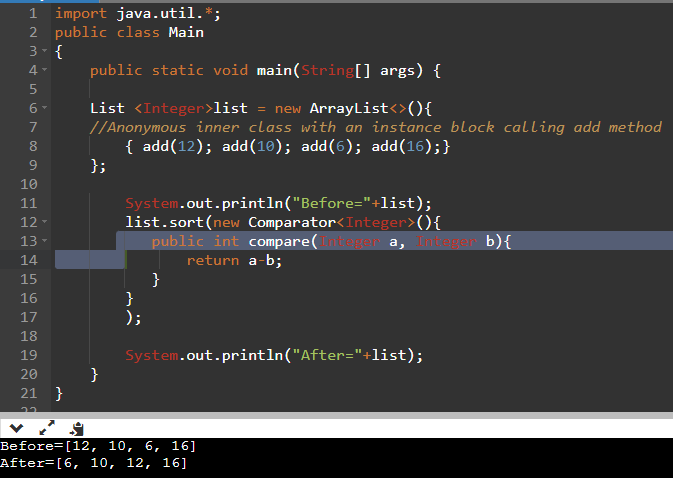 1 import java.util.*;
2 public class Main
3 {
4 public static void main(String[] args) {
5
6 List <Integer>list = new ArrayList<>(){
7 //Anonymous inner class with an instance block calling add method
8 { add(12); add(10); add(6); add(16);}
9 };
10
11 System.out.println("Before="+list);
12 list.sort(new Comparator<Integer>(){
13 public int compare(Integer a, Integer b){
14 return a-b;
15 }
16 }
17 );
18
19 System.out.println("After="+list);
20 }
21 }
22
Before=[12, 10, 6, 16]
After=[6, 10, 12, 16]